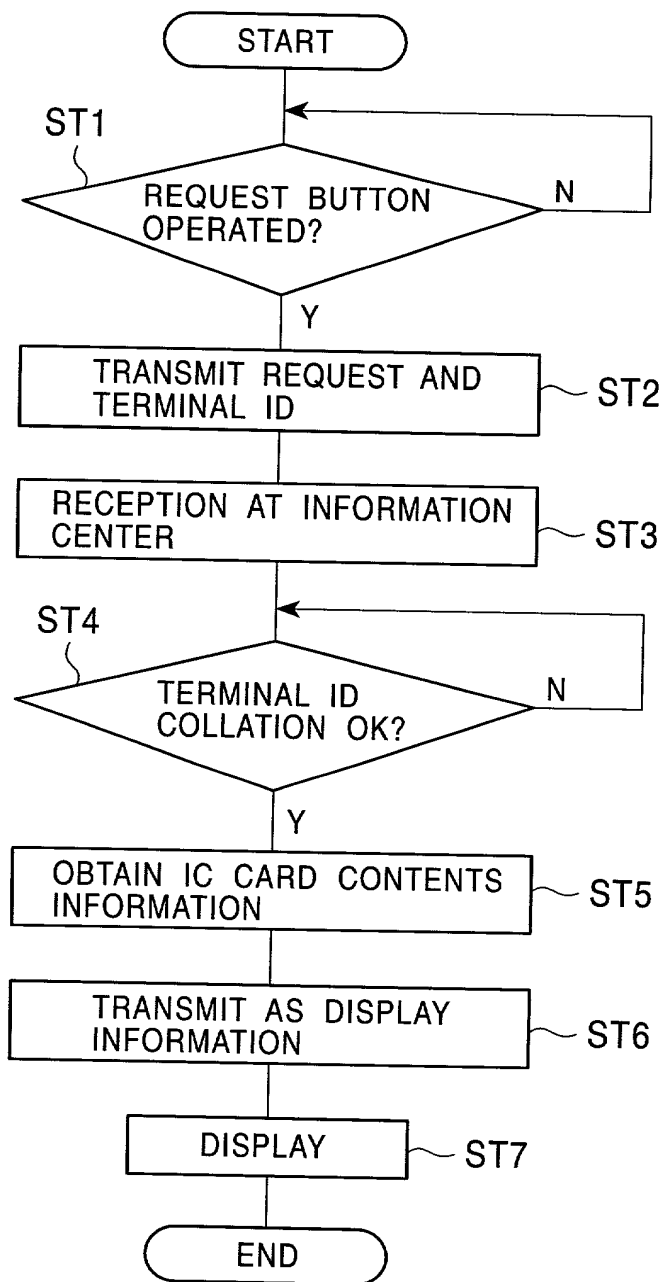 START
ST1
REQUEST BUTTON
OPERATED?
N
Y
TRANSMIT REQUEST AND
TERMINAL ID
ST2
RECEPTION AT INFORMATION
CENTER
ST3
ST4
TERMINAL ID
COLLATION OK?
N
Y
OBTAIN IC CARD CONTENTS
INFORMATION
ST5
TRANSMIT AS DISPLAY
INFORMATION
ST6
DISPLAY
ST7
END